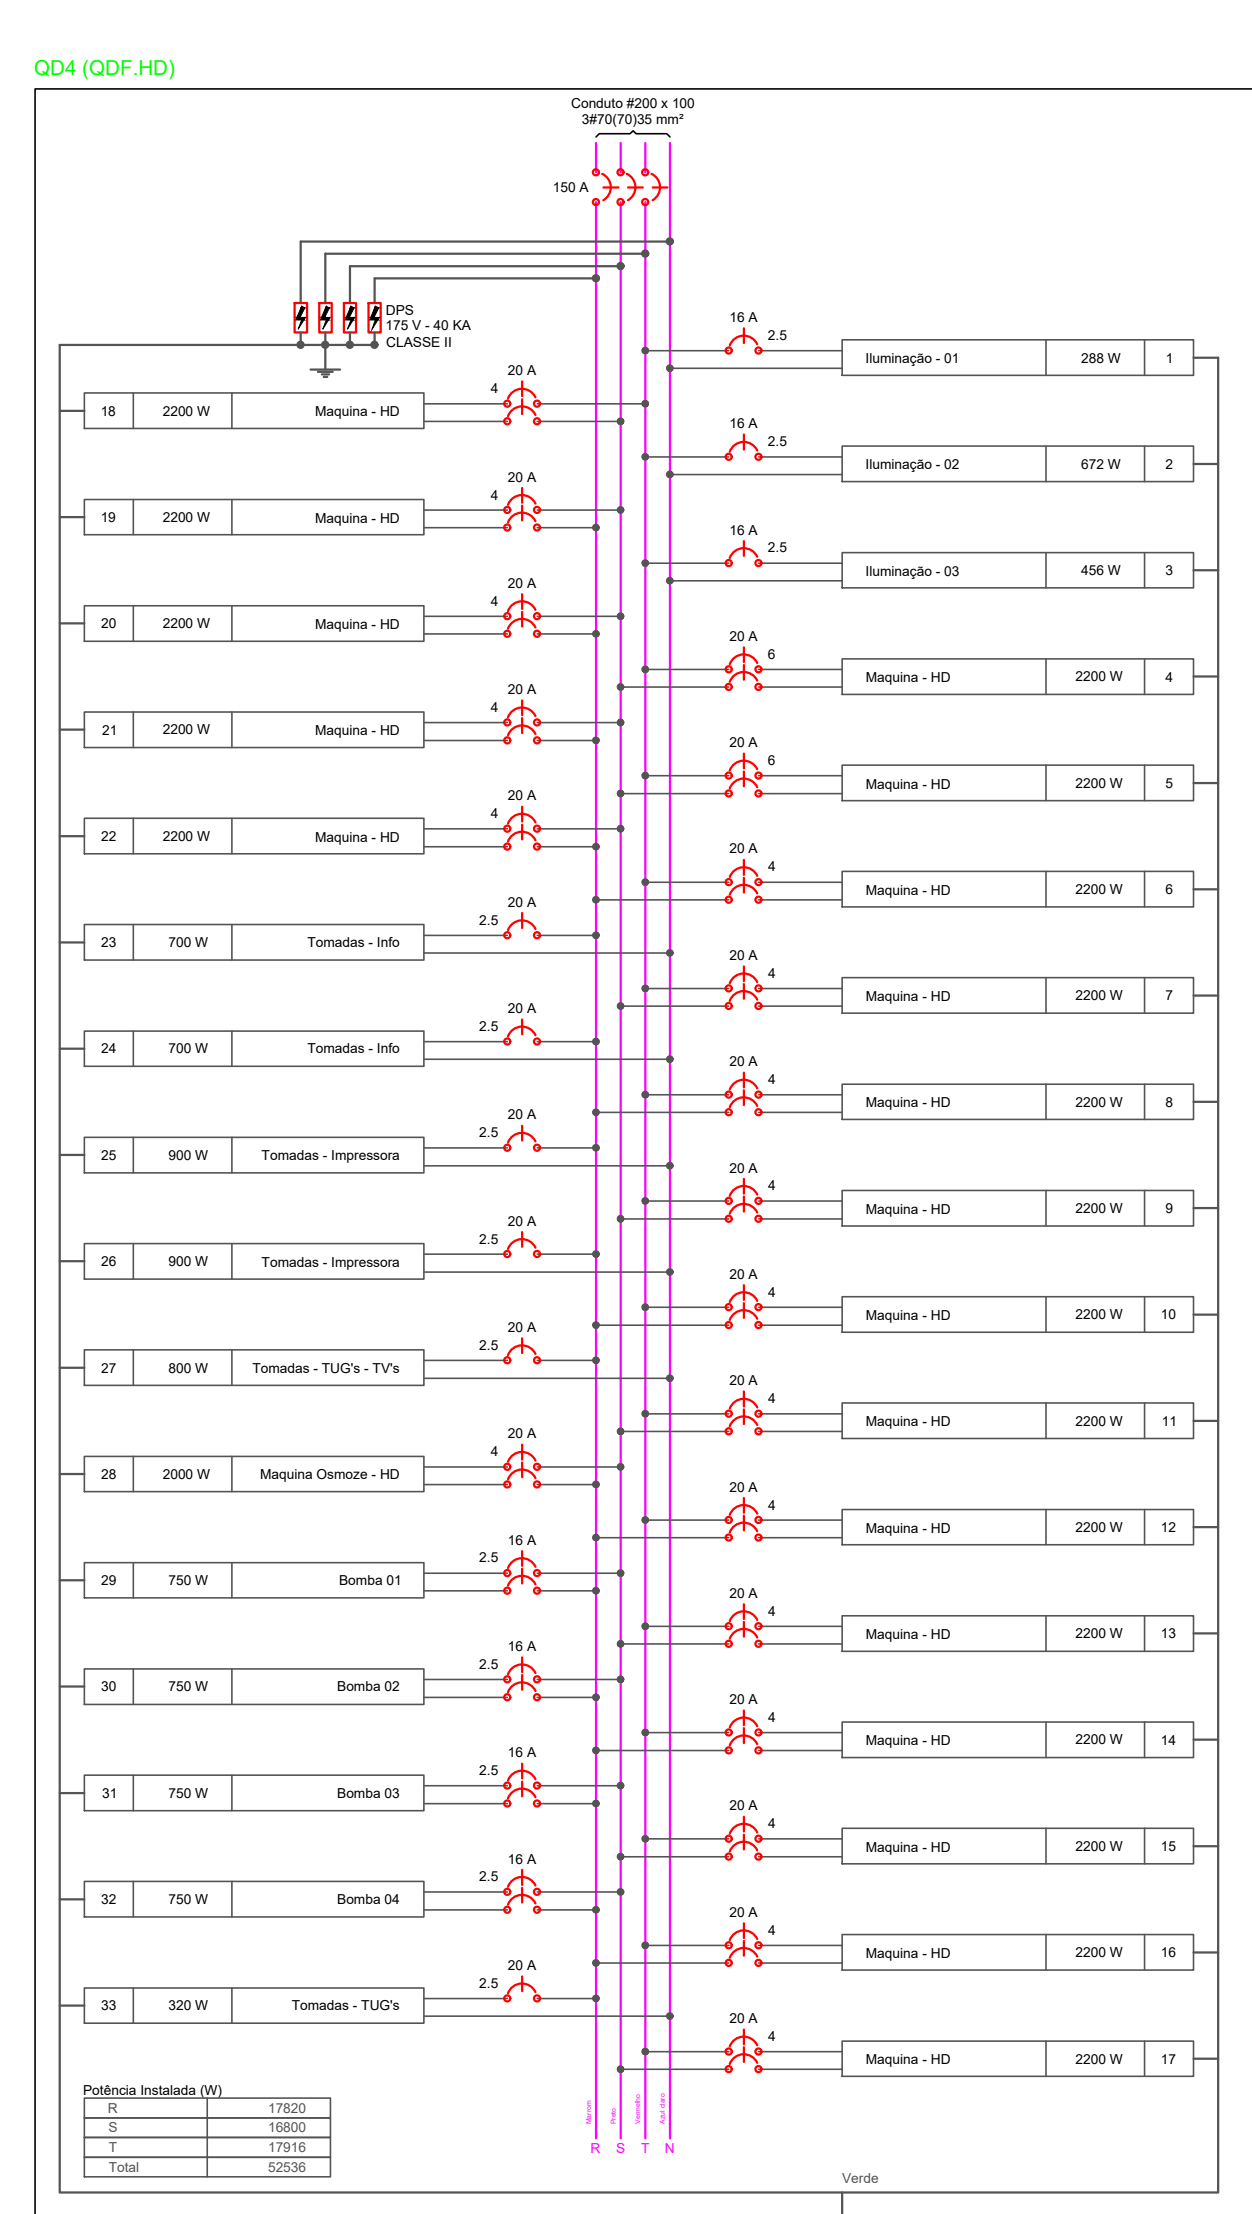 QD4 (QDF.HD)
Conduto #200 x 100
3#70(70)35 mm²
150 A
DPS
175 V - 40 KA
CLASSE II
16 A
2.5
Iluminação - 01 288 W 1
20 A
4
18 2200 W Maquina - HD
16 A
2.5
Iluminação - 02 672 W 2
20 A
4
19 2200 W Maquina - HD
16 A
2.5
Iluminação - 03 456 W 3
20 A
4
20 2200 W Maquina - HD
20 A
6
Maquina - HD 2200 W 4
20 A
4
21 2200 W Maquina - HD
20 A
6
Maquina - HD 2200 W 5
20 A
4
22 2200 W Maquina - HD
20 A
4
Maquina - HD 2200 W 6
20 A
2.5
23 700 W Tomadas - Info
20 A
4
Maquina - HD 2200 W 7
20 A
2.5
24 700 W Tomadas - Info
20 A
4
Maquina - HD 2200 W 8
20 A
2.5
25 900 W Tomadas - Impressora
20 A
4
Maquina - HD 2200 W 9
20 A
2.5
26 900 W Tomadas - Impressora
20 A
4
Maquina - HD 2200 W 10
20 A
2.5
27 800 W Tomadas - TUG's - TV's
20 A
4
Maquina - HD 2200 W 11
20 A
4
28 2000 W Maquina Osmoze - HD
20 A
4
Maquina - HD 2200 W 12
16 A
2.5
29 750 W Bomba 01
20 A
4
Maquina - HD 2200 W 13
16 A
2.5
30 750 W Bomba 02
20 A
4
Maquina - HD 2200 W 14
16 A
2.5
31 750 W Bomba 03
20 A
4
Maquina - HD 2200 W 15
16 A
2.5
32 750 W Bomba 04
20 A
4
Maquina - HD 2200 W 16
20 A
2.5
33 320 W Tomadas - TUG's
20 A
4
Maquina - HD 2200 W 17
Potência Instalada (W)
R 17820
S 16800
T 17916
Total 52536
Marrom
Preto
Vermelho
Azul claro
R S T N
Verde